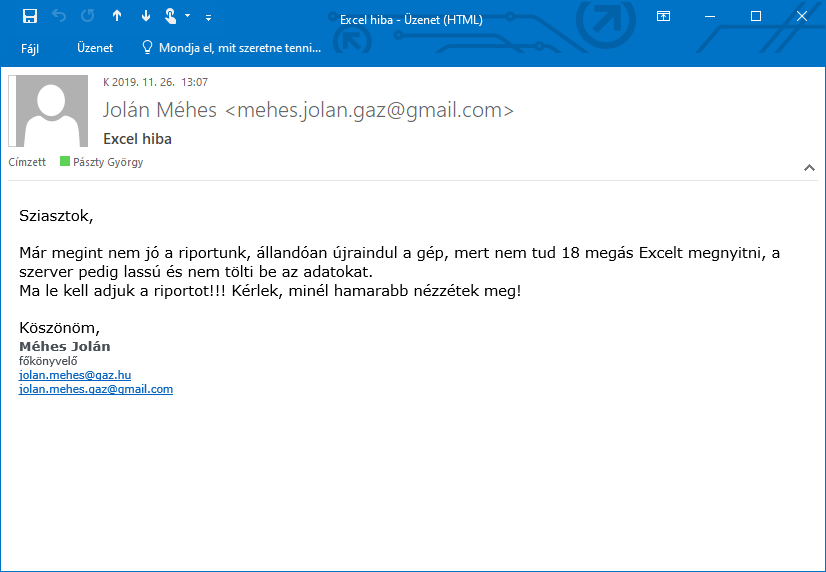 Excel hiba - Üzenet (HTML)
Fájl
Üzenet
Mondja el, mit szeretne tenni...
K 2019. 11. 26. 13:07
Jolán Méhes <mehes.jolan.gaz@gmail.com>
Excel hiba
Címzett
Pászty György
Sziasztok,
Már megint nem jó a riportunk, állandóan újraindul a gép, mert nem tud 18 megás Excelt megnyitni, a
szerver pedig lassú és nem tölti be az adatokat.
Ma le kell adjuk a riportot!!! Kérlek, minél hamarabb nézzétek meg!
Köszönöm,
Méhes Jolán
főkönyvelő
jolan.mehes@gaz.hu
jolan.mehes.gaz@gmail.com